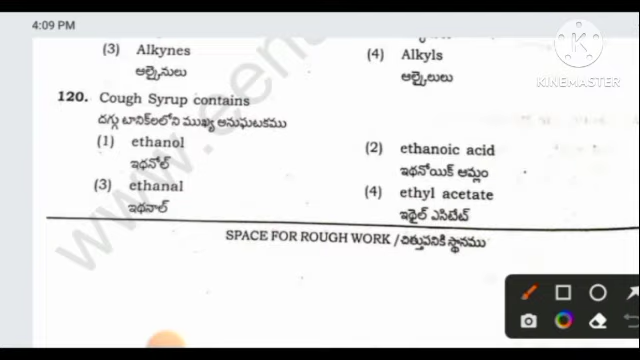 4:09 PM
(3) Alkynes
(4) Alkyls
ఆల్కైనులు
ఆల్కైలులు
KINEMASTER
120. Cough Syrup contains
దగ్గు టానిక్‌లలోని ముఖ్య అనుఘటకము
(1) ethanol
(2) ethanoic acid
ఇథనోల్
ఇథనోయిక్ ఆమ్లం
(3) ethanal
(4) ethyl acetate
ఇథనాల్
ఇథైల్ ఎసిటేట్
SPACE FOR ROUGH WORK / చిత్తుపనికి స్థానము